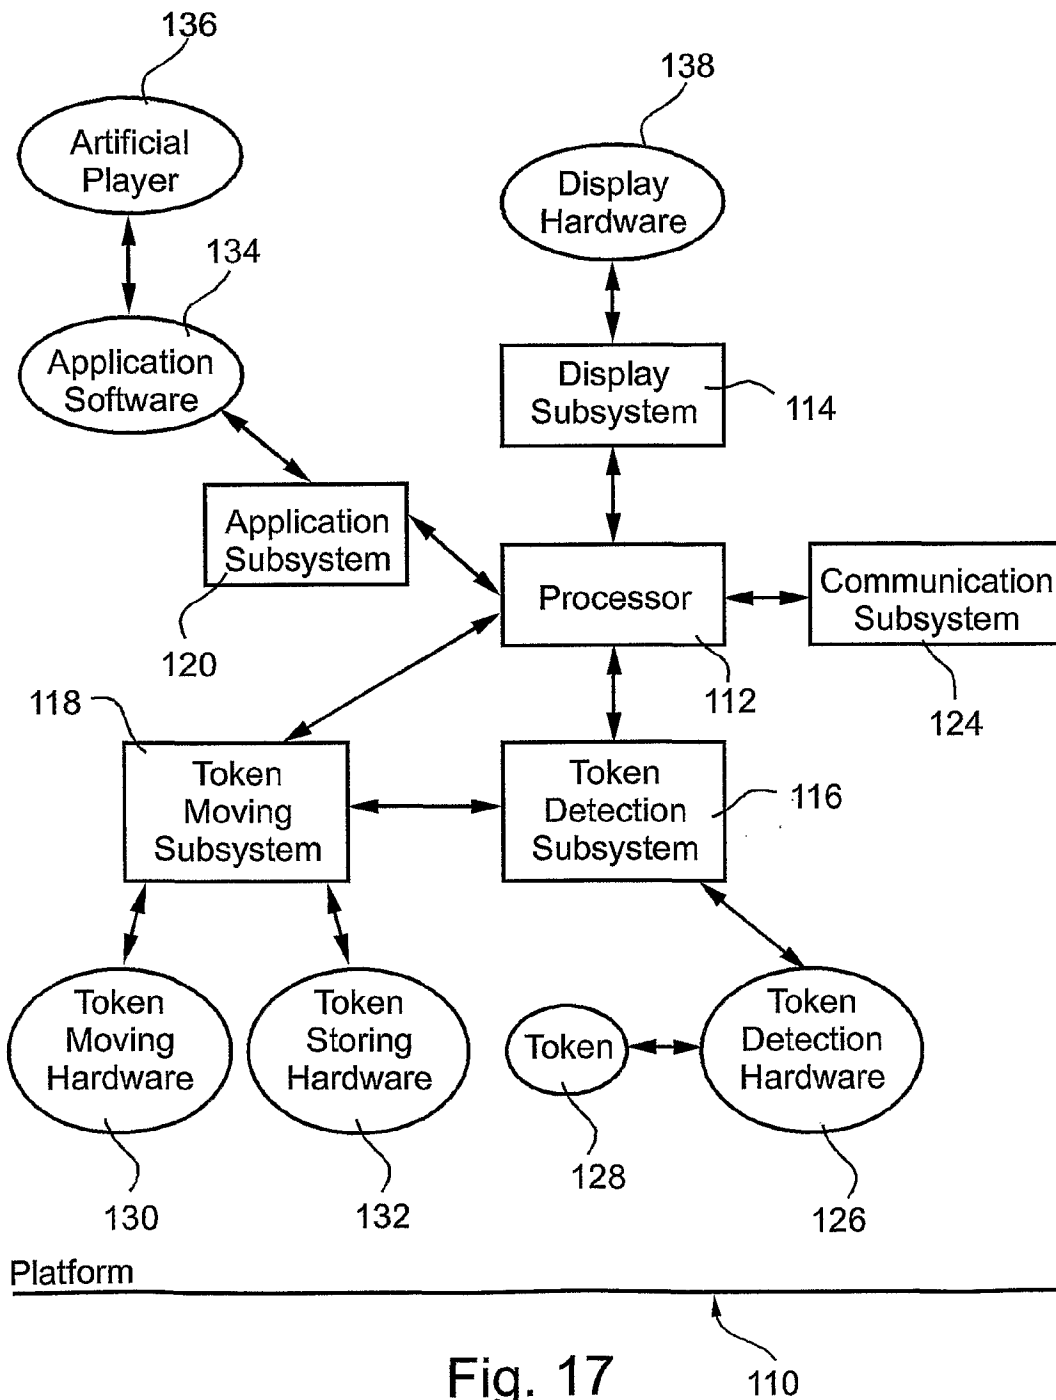 136
138
Artificial
Player
Display
Hardware
134
Application
Software
Display
Subsystem
114
Application
Subsystem
Processor
Communication
Subsystem
120
112
124
118
Token
Moving
Subsystem
Token
Detection
Subsystem
116
Token
Moving
Hardware
Token
Storing
Hardware
Token
Token
Detection
Hardware
128
130
132
126
Platform
110
Fig. 17